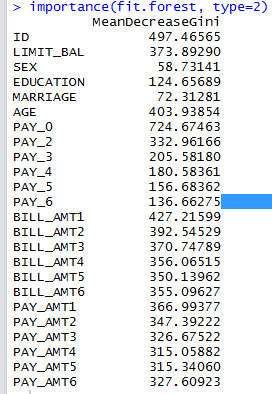 > importance(fit.forest, type=2)
MeanDecreaseGini
ID 497.46565
LIMIT_BAL 373.89290
SEX 58.73141
EDUCATION 124.65689
MARRIAGE 72.31281
AGE 403.93854
PAY_0 724.67463
PAY_2 332.96166
PAY_3 205.58180
PAY_4 180.58361
PAY_5 156.68362
PAY_6 136.66275
BILL_AMT1 427.21599
BILL_AMT2 392.54529
BILL_AMT3 370.74789
BILL_AMT4 356.06515
BILL_AMT5 350.13962
BILL_AMT6 355.09627
PAY_AMT1 366.99377
PAY_AMT2 347.39222
PAY_AMT3 326.67522
PAY_AMT4 315.05882
PAY_AMT5 315.34060
PAY_AMT6 327.60923